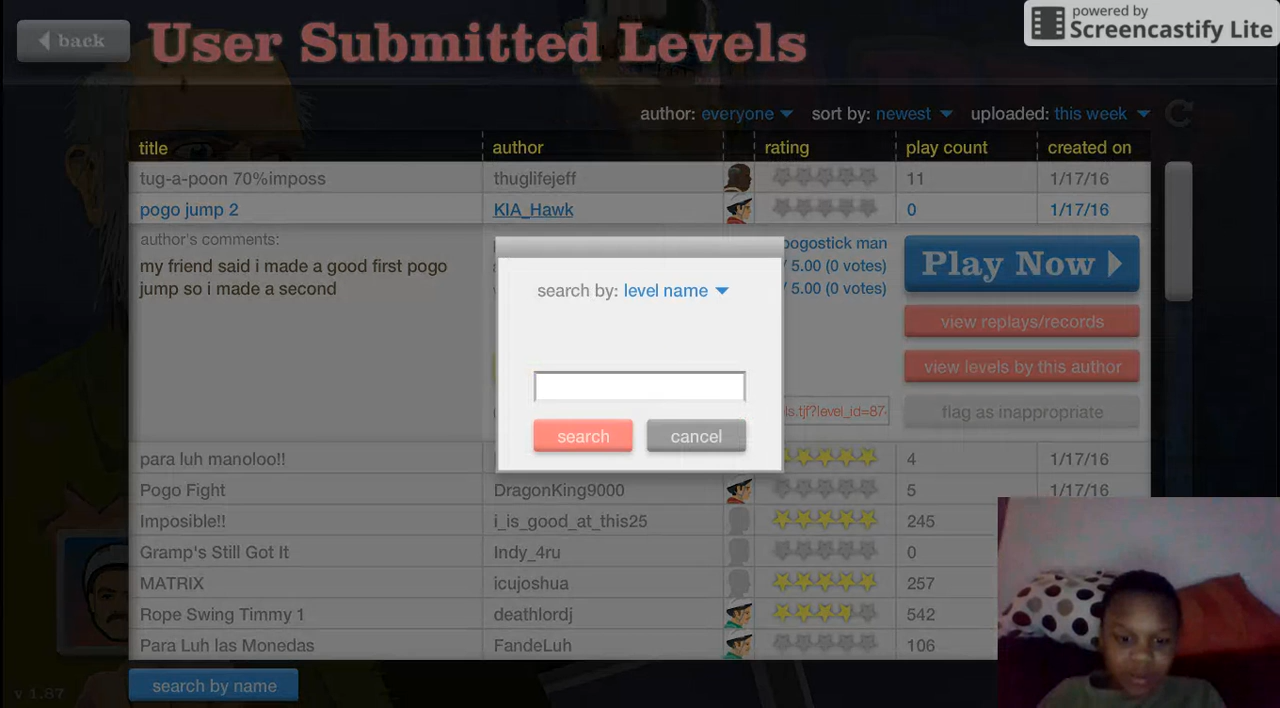 back
User Submitted Levels
powered by
Screencastify Lite
author: everyone sort by: newest uploaded: this week
title author rating play count created on
tug-a-poon 70%imposs thuglifejeff 11 1/17/16
pogo jump 2 KIA_Hawk 0 1/17/16
author's comments: pogostick man
my friend said i made a good first pogo / 5.00 (0 votes)
jump so i made a second / 5.00 (0 votes)
Play Now
view replays/records
view levels by this author
ls.tjf?level_id=87
flag as inappropriate
search by: level name
search cancel
para luh manoloo!! 4 1/17/16
Pogo Fight DragonKing9000 5 1/17/16
Imposible!! i_is_good_at_this25 245
Gramp's Still Got It Indy_4ru 0
MATRIX icujoshua 257
Rope Swing Timmy 1 deathlordj 542
Para Luh las Monedas FandeLuh 106
v 1.87 search by name